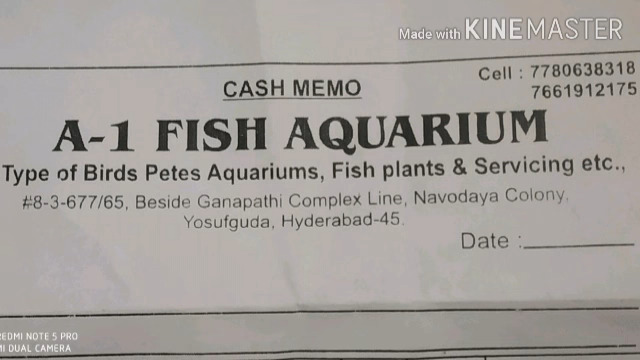 Made with KINEMASTER
Cell : 7780638318
7661912175
CASH MEMO
A-1 FISH AQUARIUM
Type of Birds Petes Aquariums, Fish plants & Servicing etc.,
#8-3-677/65, Beside Ganapathi Complex Line, Navodaya Colony,
Yosufguda, Hyderabad-45.
Date :
REDMI NOTE 5 PRO
MI DUAL CAMERA